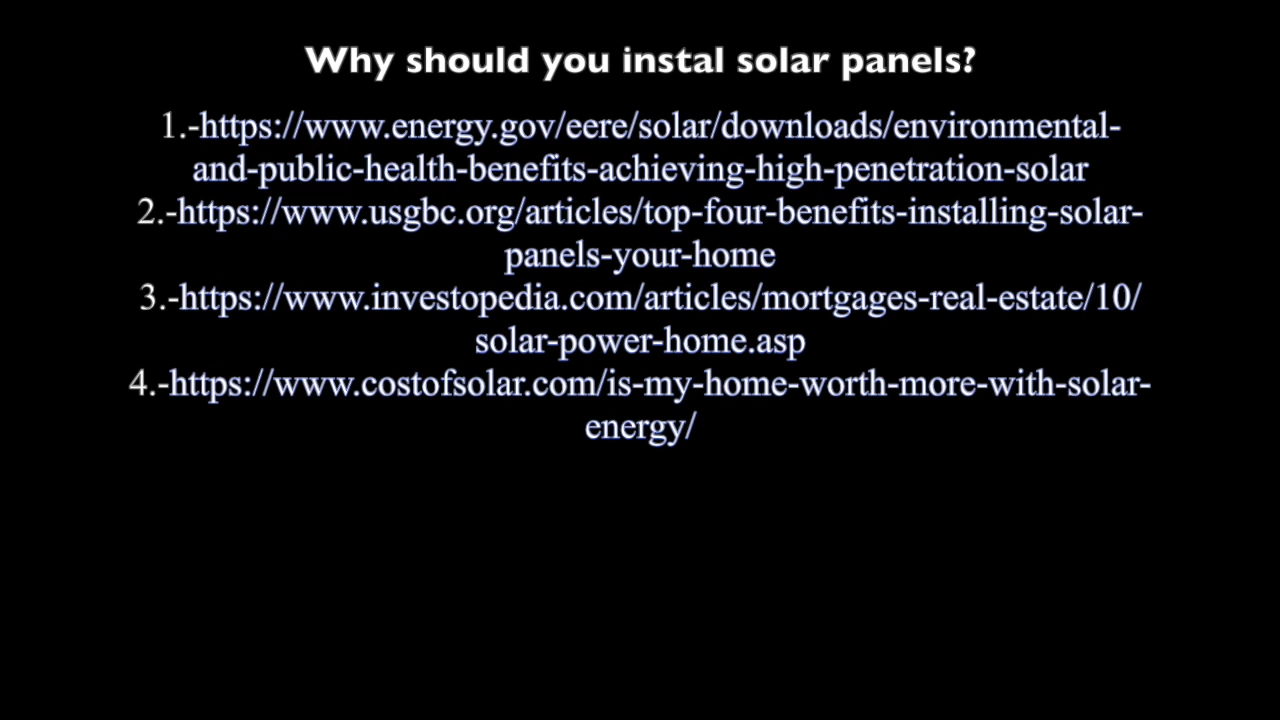 Why should you instal solar panels?
1.-https://www.energy.gov/eere/solar/downloads/environmental-
and-public-health-benefits-achieving-high-penetration-solar
2.-https://www.usgbc.org/articles/top-four-benefits-installing-solar-
panels-your-home
3.-https://www.investopedia.com/articles/mortgages-real-estate/10/
solar-power-home.asp
4.-https://www.costofsolar.com/is-my-home-worth-more-with-solar-
energy/